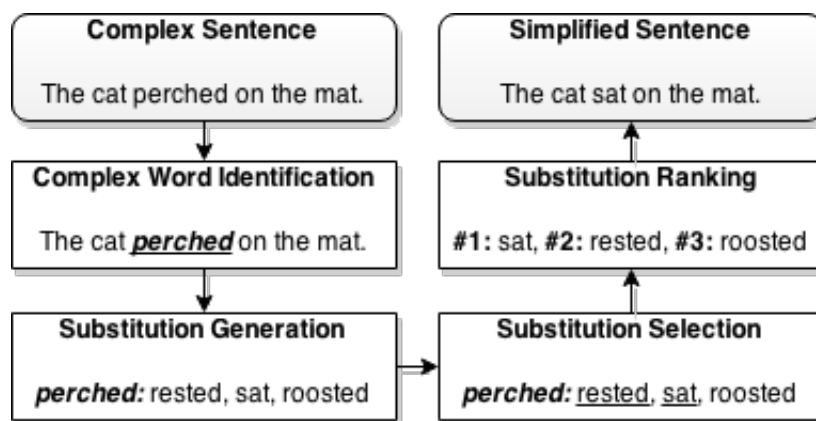 Complex Sentence
The cat perched on the mat.
Complex Word Identification
The cat perched on the mat.
Substitution Generation
perched: rested, sat, roosted
Substitution Selection
perched: rested, sat, roosted
Substitution Ranking
#1: sat, #2: rested, #3: roosted
Simplified Sentence
The cat sat on the mat.